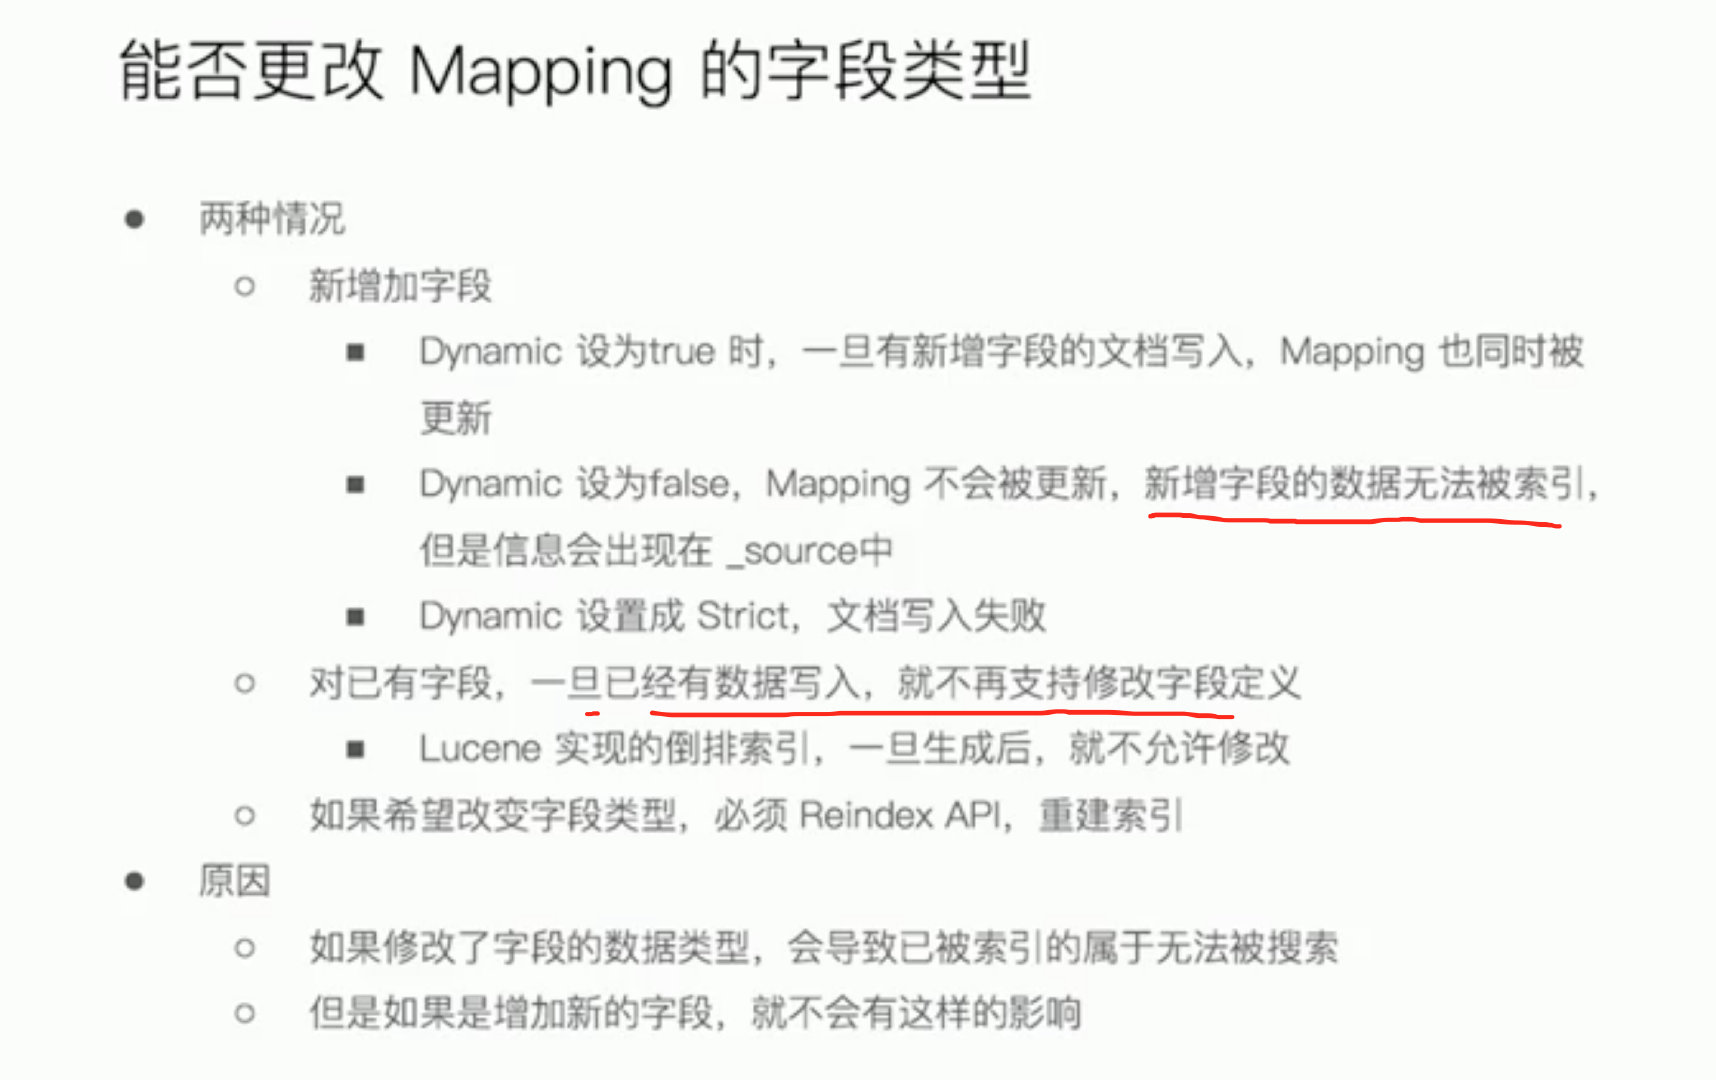 能否更改 Mapping 的字段类型
两种情况
新增加字段
Dynamic 设为true 时，一旦有新增字段的文档写入，Mapping 也同时被
更新
Dynamic 设为false，Mapping 不会被更新，新增字段的数据无法被索引，
但是信息会出现在 _source中
Dynamic 设置成 Strict，文档写入失败
对已有字段，一旦已经有数据写入，就不再支持修改字段定义
Lucene 实现的倒排索引，一旦生成后，就不允许修改
如果希望改变字段类型，必须 Reindex API，重建索引
原因
如果修改了字段的数据类型，会导致已被索引的属于无法被搜索
但是如果是增加新的字段，就不会有这样的影响